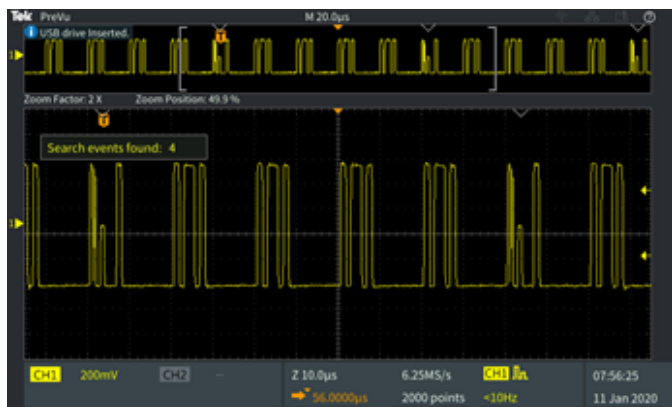 Tek PreVu M 20.0µs
USB drive Inserted.
Zoom Factor: 2 X Zoom Position: 49.9 %
Search events found: 4
CH1 200mV CH2 --- Z 10.0µs 6.25MS/s CH1 07:56:25
56.0000µs 2000 points <10Hz 11 Jan 2020